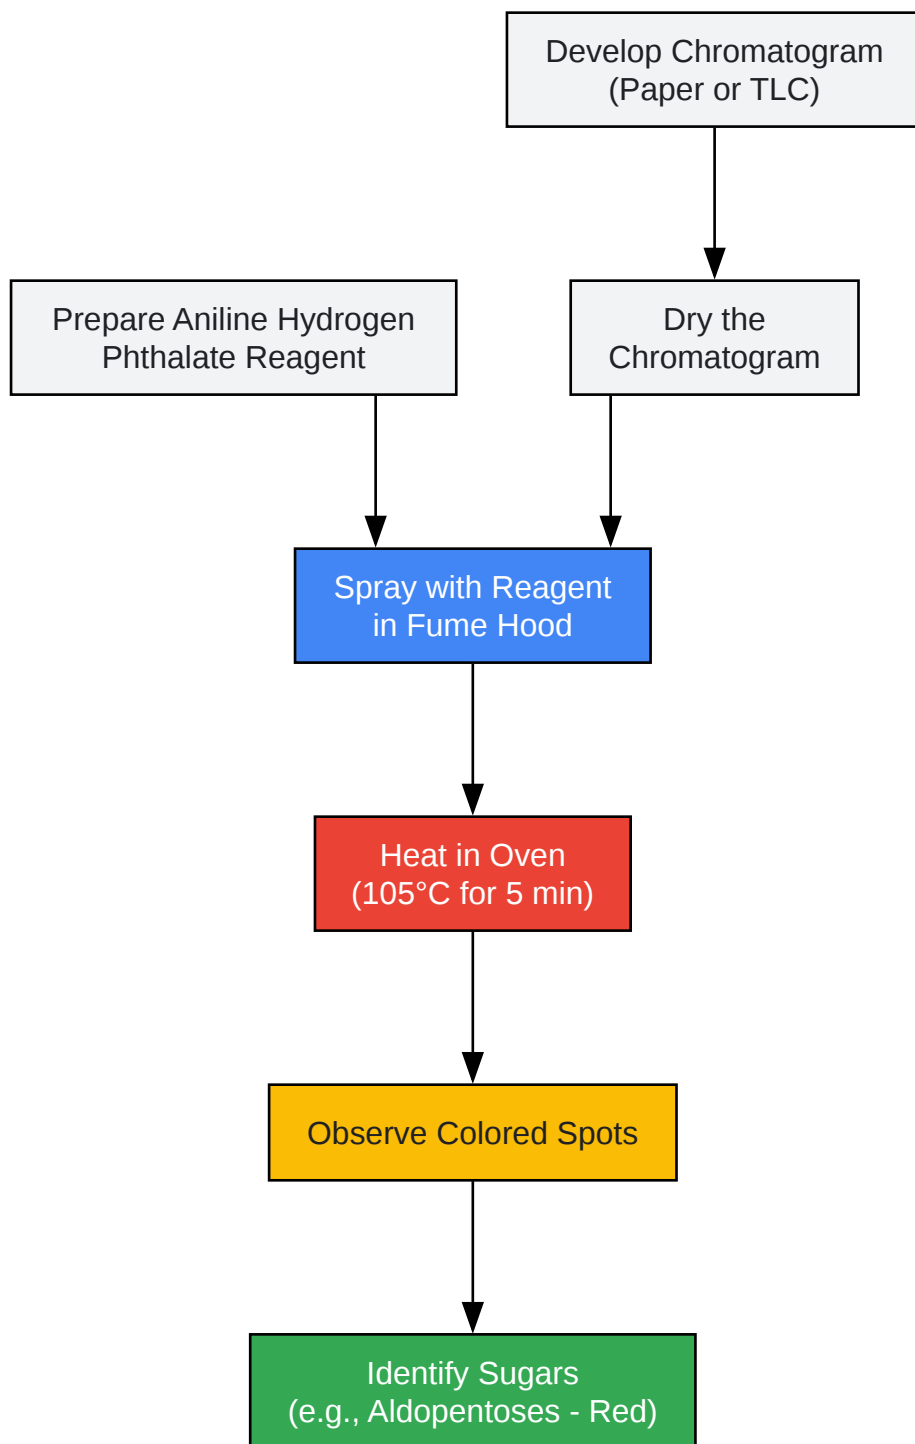 Develop Chromatogram
(Paper or TLC)
Prepare Aniline Hydrogen
Phthalate Reagent
Dry the
Chromatogram
Spray with Reagent
in Fume Hood
Heat in Oven
(105°C for 5 min)
Observe Colored Spots
Identify Sugars
(e.g., Aldopentoses - Red)